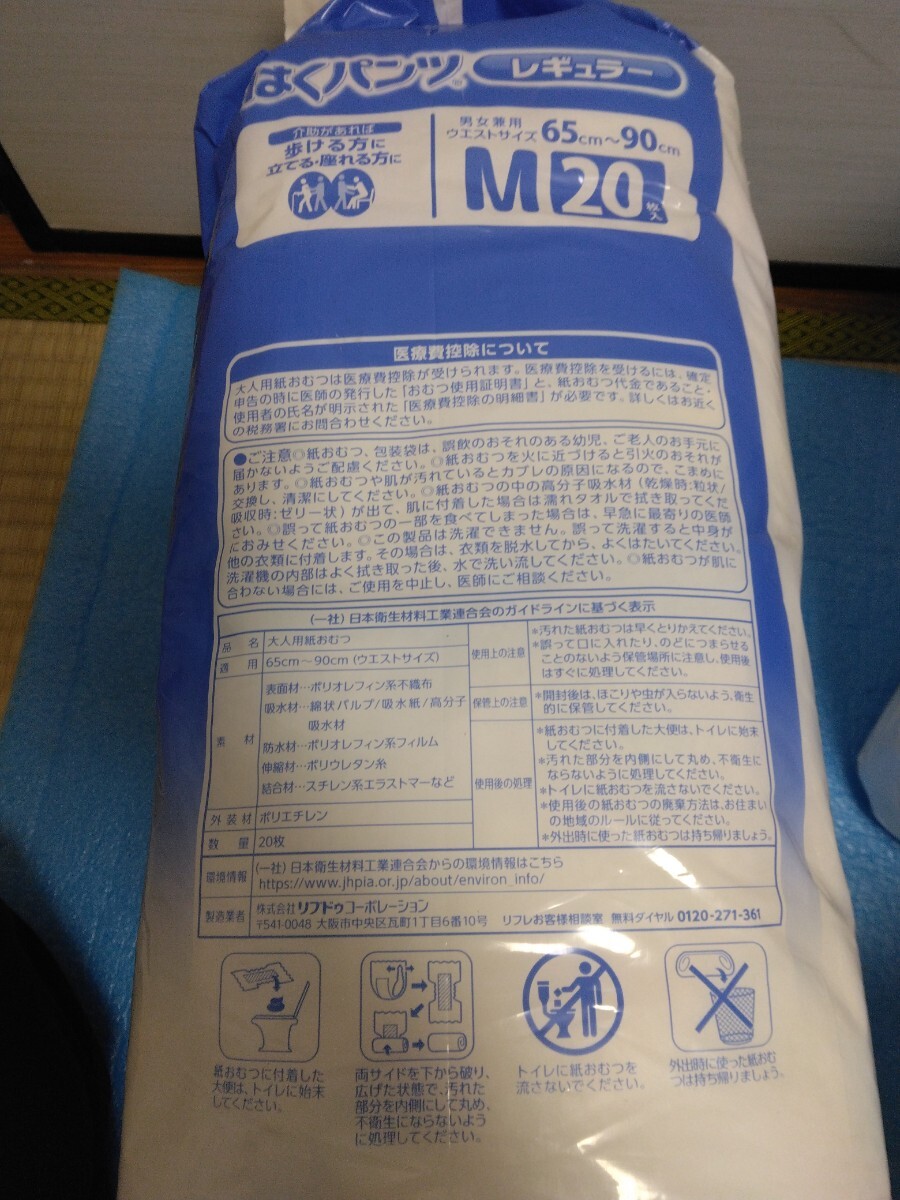 はくパンツ® レギュラー
介助があれば
歩ける方に
立てる・座れる方に
男女兼用
ウエストサイズ 65cm～90cm
M 20枚入
医療費控除について
大人用紙おむつは医療費控除が受けられます。医療費控除を受けるには、確定
申告の時に医師の発行した「おむつ使用証明書」と、紙おむつ代金であること・
使用者の氏名が明示された「医療費控除の明細書」が必要です。詳しくはお近く
の税務署にお問合わせください。
●ご注意◎紙おむつ、包装袋は、誤飲のおそれのある幼児、ご老人のお手元に
届かないようご配慮ください。◎紙おむつを火に近づけると引火のおそれが
あります。◎紙おむつや肌が汚れているとカブレの原因になるので、こまめに
交換し、清潔にしてください。◎紙おむつの中の高分子吸水材（乾燥時:粒状/
吸収時:ゼリー状）が出て、肌に付着した場合は濡れタオルで拭き取ってくだ
さい。◎誤って紙おむつの一部を食べてしまった場合は、早急に最寄りの医師
におみせください。◎この製品は洗濯できません。誤って洗濯すると中身が
他の衣類に付着します。その場合は、衣類を脱水してから、よくはたいてください。
洗濯機の内部はよく拭き取った後、水で洗い流してください。◎紙おむつが肌に
合わない場合には、ご使用を中止し、医師にご相談ください。
(一社)日本衛生材料工業連合会のガイドラインに基づく表示
品名 大人用紙おむつ
適用 65cm～90cm (ウエストサイズ)
素材 表面材…ポリオレフィン系不織布
吸水材…綿状パルプ/吸水紙/高分子
吸水材
防水材…ポリオレフィン系フィルム
伸縮材…ポリウレタン糸
結合材…スチレン系エラストマーなど
外装材 ポリエチレン
数量 20枚
使用上の注意
＊汚れた紙おむつは早くとりかえてください。
＊誤って口に入れたり、のどにつまらせる
ことのないよう保管場所に注意し、使用後
はすぐに処理してください。
保管上の注意
＊開封後は、ほこりや虫が入らないよう、衛生
的に保管してください。
使用後の処理
＊紙おむつに付着した大便は、トイレに始末
してください。
＊汚れた部分を内側にして丸め、不衛生に
ならないように処理してください。
＊トイレに紙おむつを流さないでください。
＊使用後の紙おむつの廃棄方法は、お住まい
の地域のルールに従ってください。
＊外出時に使った紙おむつは持ち帰りましょう。
環境情報 (一社)日本衛生材料工業連合会からの環境情報はこちら
https://www.jhpia.or.jp/about/environ_info/
製造業者 株式会社リブドゥコーポレーション
〒541-0048 大阪市中央区瓦町1丁目6番10号 リフレお客様相談室 無料ダイヤル 0120-271-361
紙おむつに付着した
大便は、トイレに始末
してください。
両サイドを下から破り、
広げた状態で、汚れた
部分を内側にして丸め、
不衛生にならないよう
に処理してください。
トイレに紙おむつを
流さないでください。
外出時に使った紙おむ
つは持ち帰りましょう。